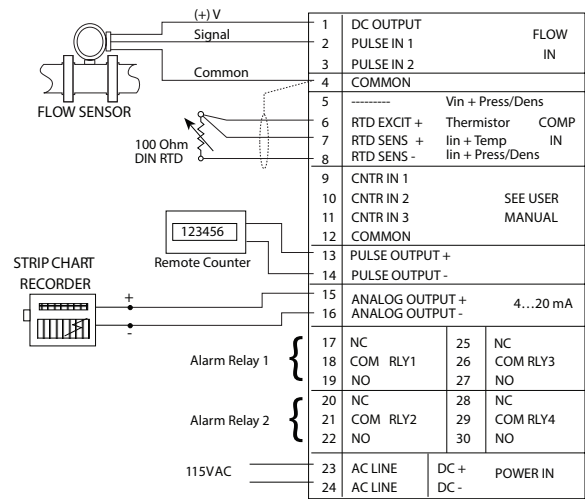 (+) V
Signal
Common
FLOW SENSOR
100 Ohm
DIN RTD
123456
Remote Counter
STRIP CHART
RECORDER
+
-
Alarm Relay 1
Alarm Relay 2
115VAC
1 DC OUTPUT
2 PULSE IN 1
3 PULSE IN 2
FLOW
IN
4 COMMON
5 --------- Vin + Press/Dens
6 RTD EXCIT + Thermistor COMP
7 RTD SENS + Iin + Temp IN
8 RTD SENS - Iin + Press/Dens
9 CNTR IN 1
10 CNTR IN 2 SEE USER
11 CNTR IN 3 MANUAL
12 COMMON
13 PULSE OUTPUT +
14 PULSE OUTPUT -
15 ANALOG OUTPUT + 4...20 mA
16 ANALOG OUTPUT -
17 NC 25 NC
18 COM RLY1 26 COM RLY3
19 NO 27 NO
20 NC 28 NC
21 COM RLY2 29 COM RLY4
22 NO 30 NO
23 AC LINE DC + POWER IN
24 AC LINE DC -